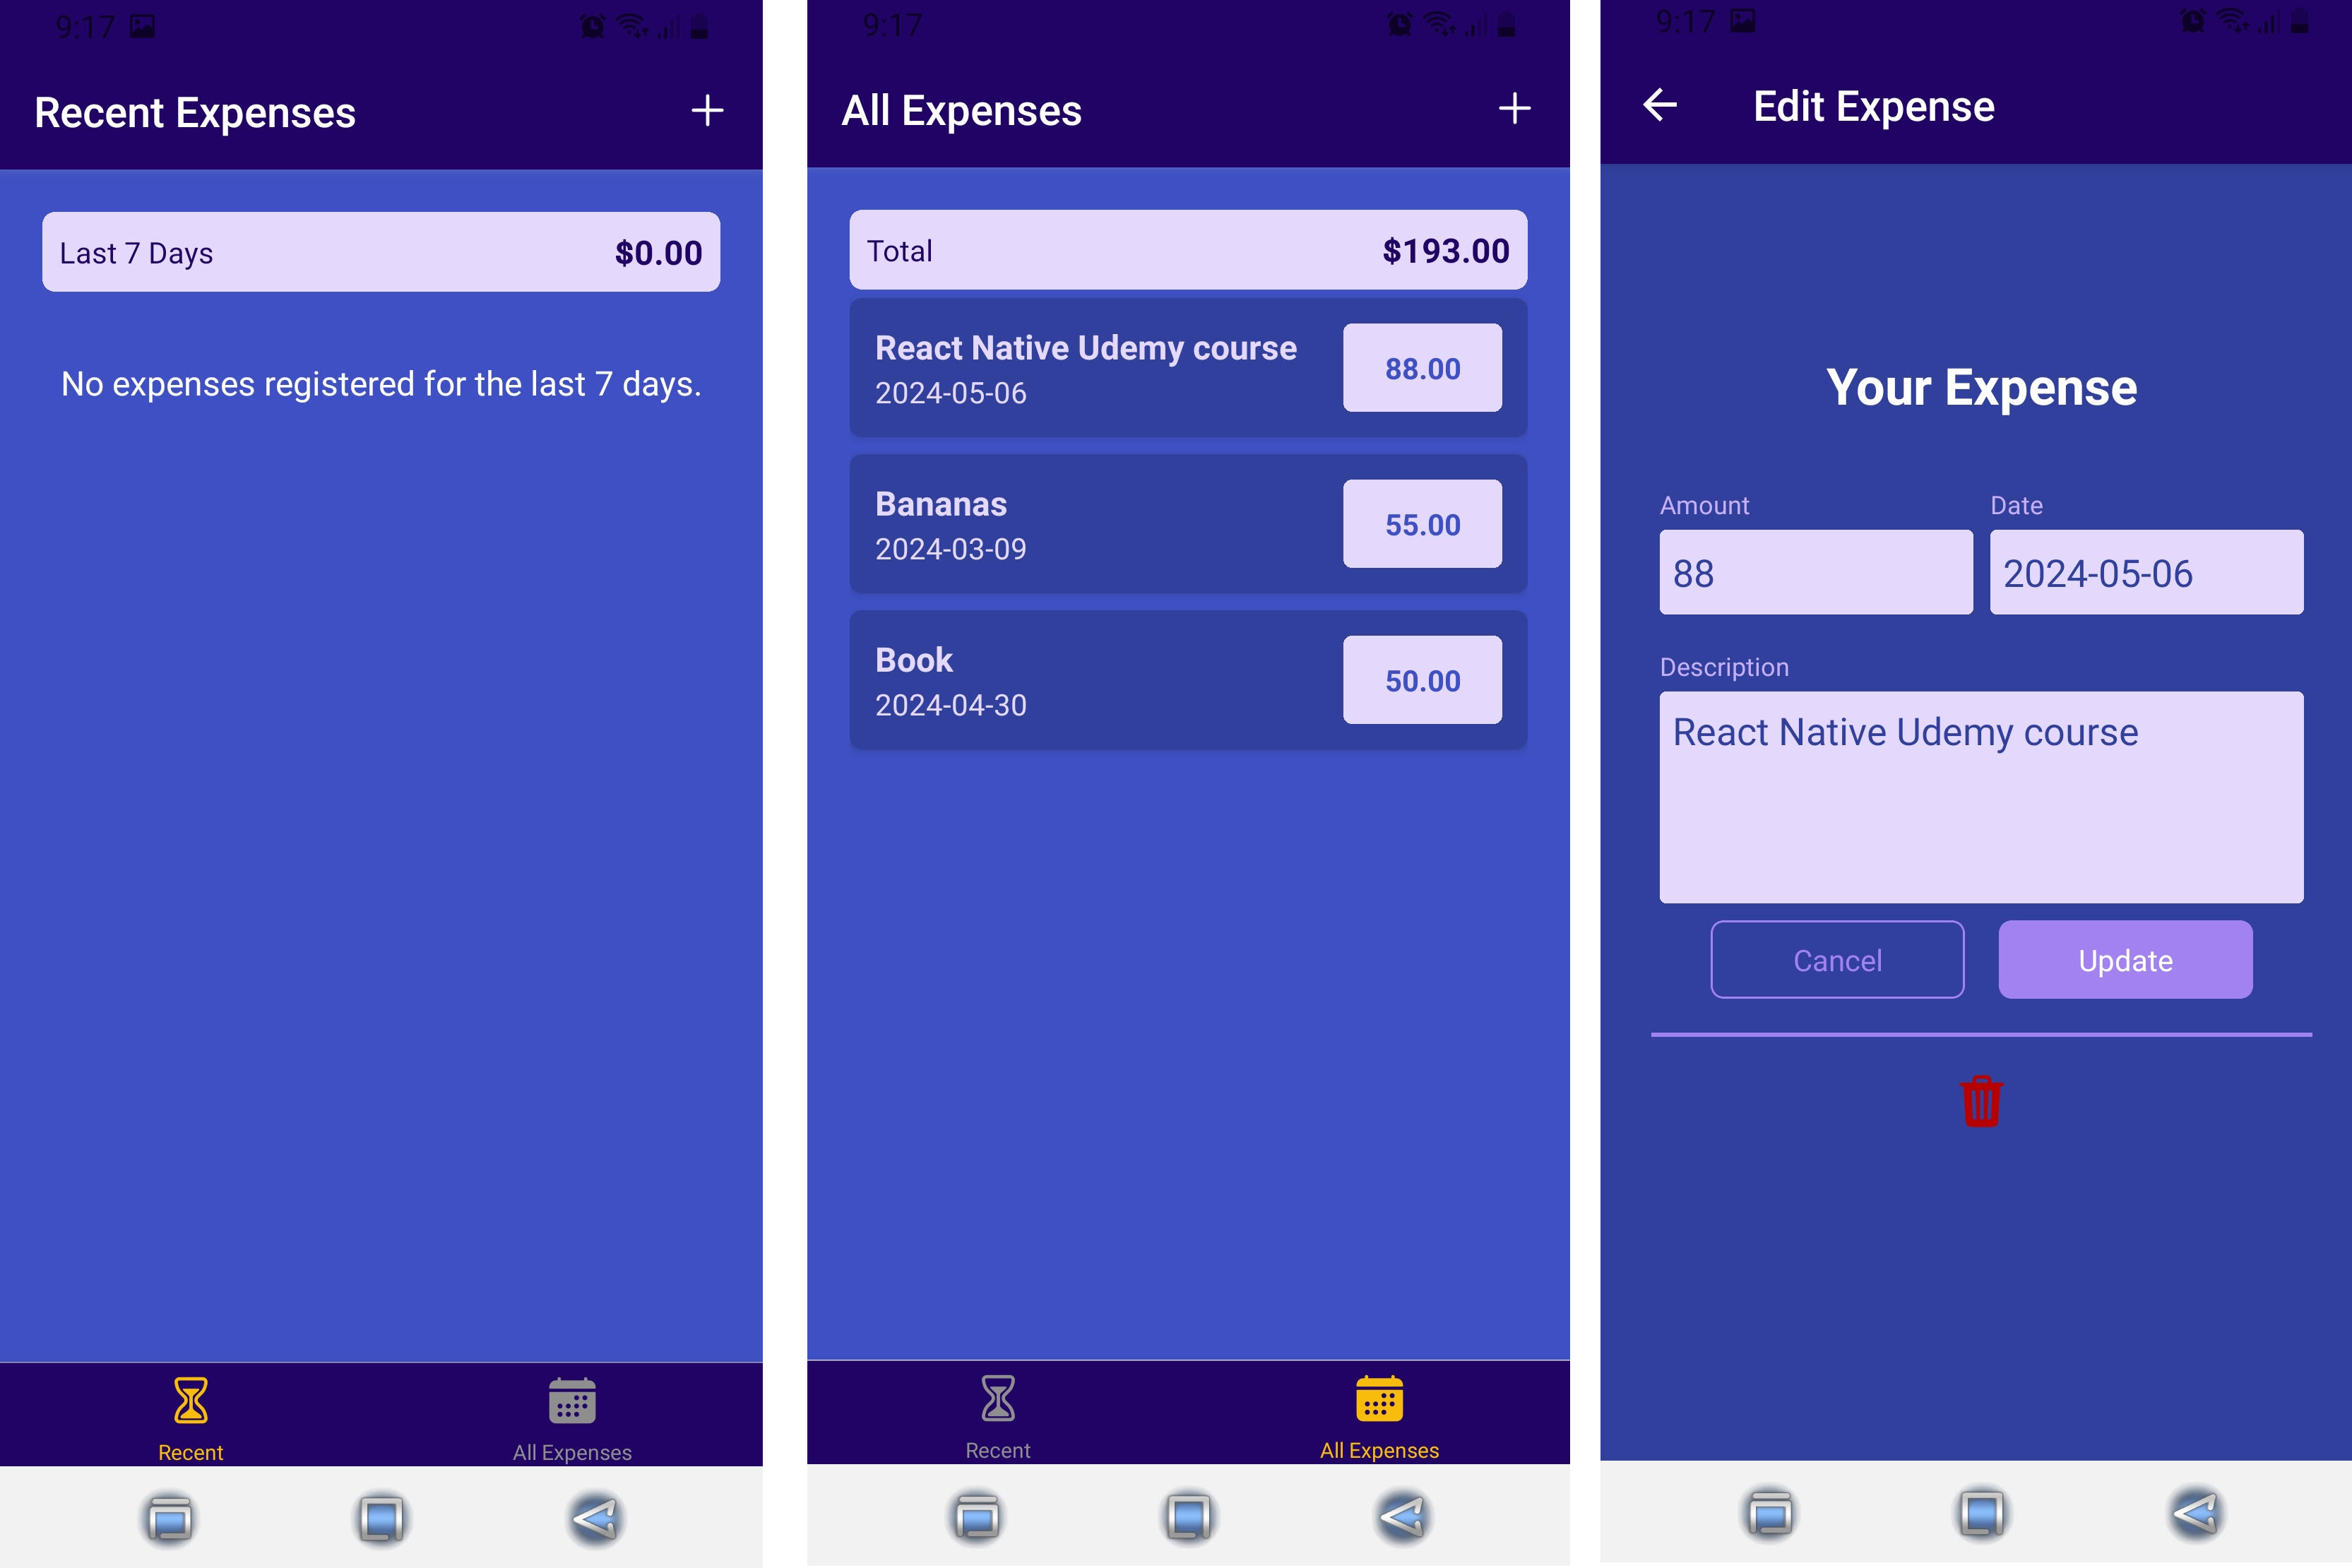 9:17
Recent Expenses
Last 7 Days $0.00
No expenses registered for the last 7 days.
Recent All Expenses
9:17
All Expenses
Total $193.00
React Native Udemy course
2024-05-06
88.00
Bananas
2024-03-09
55.00
Book
2024-04-30
50.00
Recent All Expenses
9:17
Edit Expense
Your Expense
Amount Date
88 2024-05-06
Description
React Native Udemy course
Cancel Update